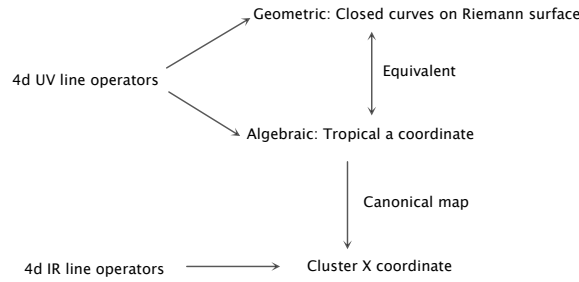 Geometric: Closed curves on Riemann surface
4d UV line operators
Equivalent
Algebraic: Tropical a coordinate
Canonical map
4d IR line operators
Cluster X coordinate